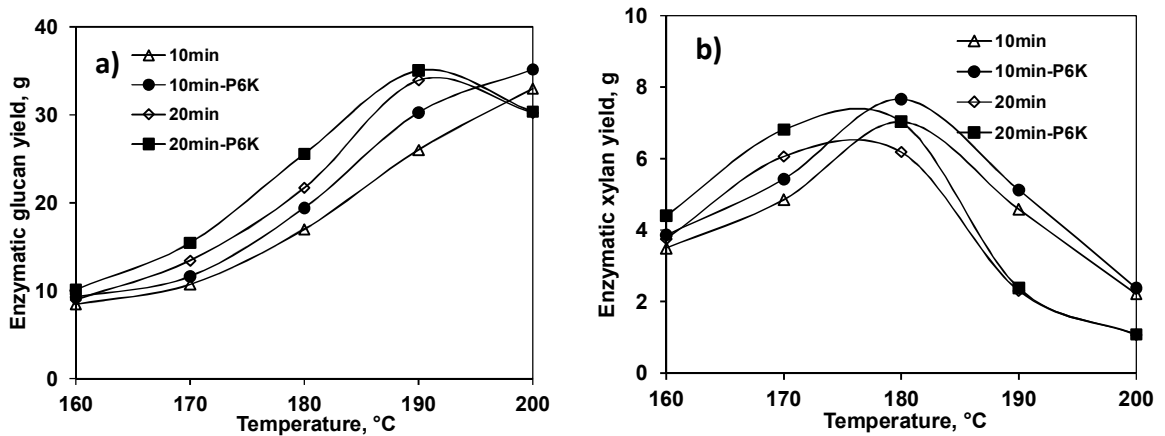 40
30
20
10
0
Enzymatic glucan yield, g
a)
10min
10min-P6K
20min
20min-P6K
160
170
180
190
200
Temperature, °C
10
8
6
4
2
0
Enzymatic xylan yield, g
b)
10min
10min-P6K
20min
20min-P6K
160
170
180
190
200
Temperature, °C